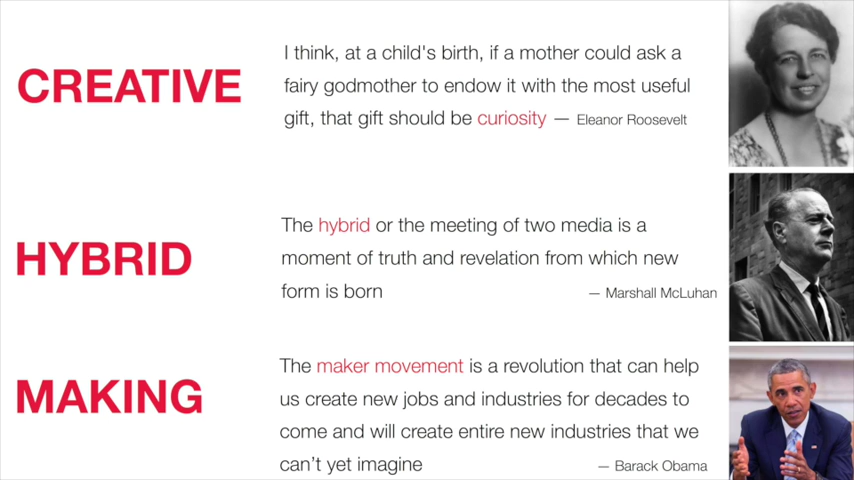 CREATIVE
I think, at a child's birth, if a mother could ask a
fairy godmother to endow it with the most useful
gift, that gift should be curiosity — Eleanor Roosevelt
HYBRID
The hybrid or the meeting of two media is a
moment of truth and revelation from which new
form is born — Marshall McLuhan
MAKING
The maker movement is a revolution that can help
us create new jobs and industries for decades to
come and will create entire new industries that we
can't yet imagine — Barack Obama